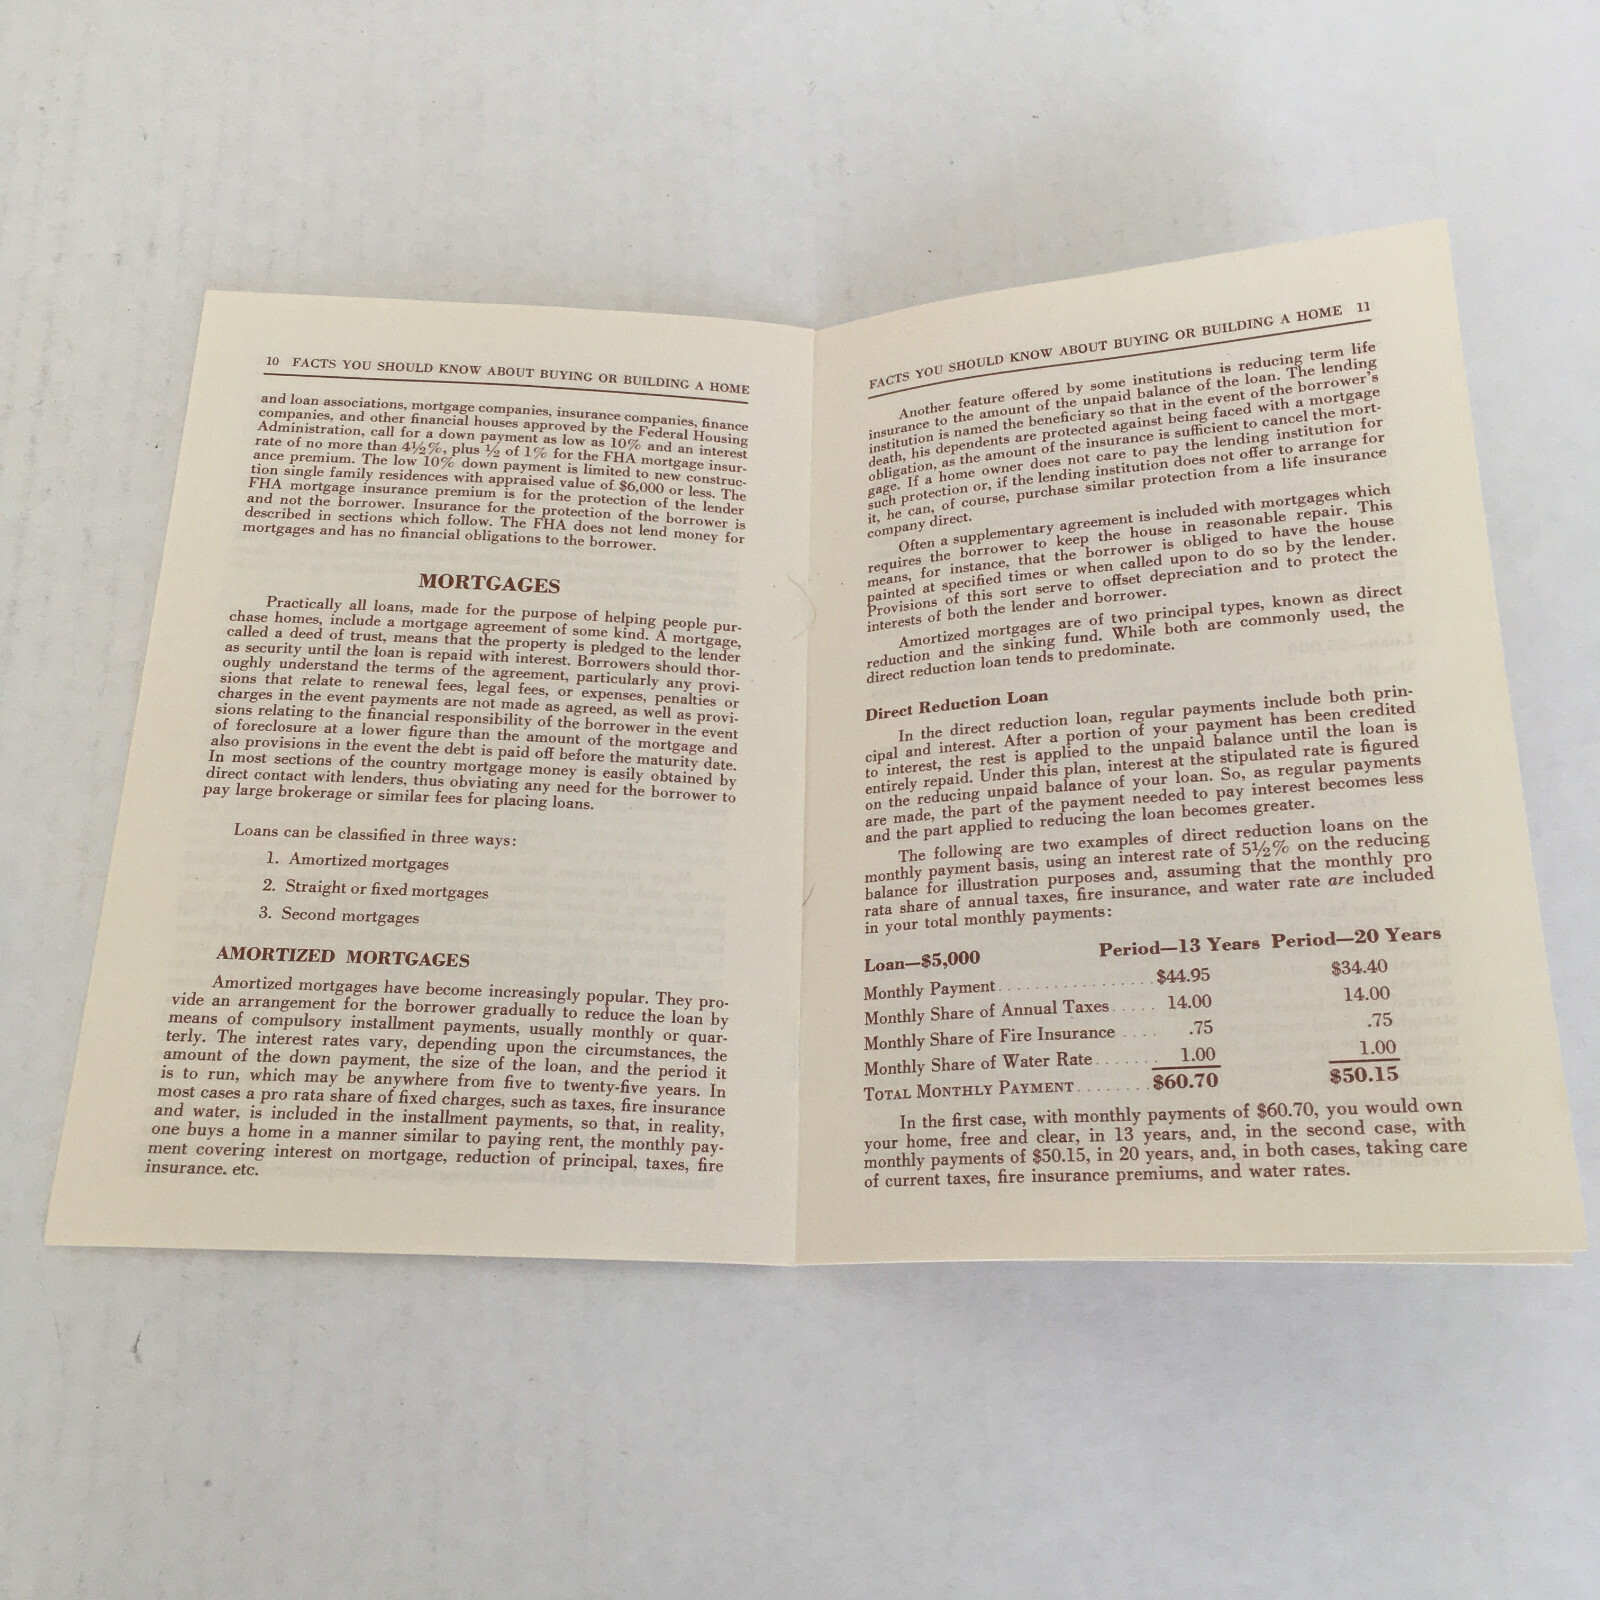 10 FACTS YOU SHOULD KNOW ABOUT BUYING OR BUILDING A HOME
and loan associations, mortgage companies, insurance companies, finance
companies, and other financial houses approved by the Federal Housing
Administration, call for a down payment as low as 10% and an interest
rate of no more than 4½%, plus ½ of 1% for the FHA mortgage insur-
ance premium. The low 10% down payment is limited to new construc-
tion single family residences with appraised value of $6,000 or less. The
FHA mortgage insurance premium is for the protection of the lender
and not the borrower. Insurance for the protection of the borrower is
described in sections which follow. The FHA does not lend money for
mortgages and has no financial obligations to the borrower.
MORTGAGES
Practically all loans, made for the purpose of helping people pur-
chase homes, include a mortgage agreement of some kind. A mortgage,
called a deed of trust, means that the property is pledged to the lender
as security until the loan is repaid with interest. Borrowers should thor-
oughly understand the terms of the agreement, particularly any provi-
sions that relate to renewal fees, legal fees, or expenses, penalties or
charges in the event payments are not made as agreed, as well as provi-
sions relating to the financial responsibility of the borrower in the event
of foreclosure at a lower figure than the amount of the mortgage and
also provisions in the event the debt is paid off before the maturity date.
In most sections of the country mortgage money is easily obtained by
direct contact with lenders, thus obviating any need for the borrower to
pay large brokerage or similar fees for placing loans.
Loans can be classified in three ways:
1. Amortized mortgages
2. Straight or fixed mortgages
3. Second mortgages
AMORTIZED MORTGAGES
Amortized mortgages have become increasingly popular. They pro-
vide an arrangement for the borrower gradually to reduce the loan by
means of compulsory installment payments, usually monthly or quar-
terly. The interest rates vary, depending upon the circumstances, the
amount of the down payment, the size of the loan, and the period it
is to run, which may be anywhere from five to twenty-five years. In
most cases a pro rata share of fixed charges, such as taxes, fire insurance
and water, is included in the installment payments, so that, in reality,
one buys a home in a manner similar to paying rent, the monthly pay-
ment covering interest on mortgage, reduction of principal, taxes, fire
insurance. etc.
FACTS YOU SHOULD KNOW ABOUT BUYING OR BUILDING A HOME 11
Another feature offered by some institutions is reducing term life
insurance to the amount of the unpaid balance of the loan. The lending
institution is named the beneficiary so that in the event of the borrower's
death, his dependents are protected against being faced with a mortgage
obligation, as the amount of the insurance is sufficient to cancel the mort-
gage. If a home owner does not care to pay the lending institution for
such protection or, if the lending institution does not offer to arrange for
it, he can, of course, purchase similar protection from a life insurance
company direct.
Often a supplementary agreement is included with mortgages which
requires the borrower to keep the house in reasonable repair. This
means, for instance, that the borrower is obliged to have the house
painted at specified times or when called upon to do so by the lender.
Provisions of this sort serve to offset depreciation and to protect the
interests of both the lender and borrower.
Amortized mortgages are of two principal types, known as direct
reduction and the sinking fund. While both are commonly used, the
direct reduction loan tends to predominate.
Direct Reduction Loan
In the direct reduction loan, regular payments include both prin-
cipal and interest. After a portion of your payment has been credited
to interest, the rest is applied to the unpaid balance until the loan is
entirely repaid. Under this plan, interest at the stipulated rate is figured
on the reducing unpaid balance of your loan. So, as regular payments
are made, the part of the payment needed to pay interest becomes less
and the part applied to reducing the loan becomes greater.
The following are two examples of direct reduction loans on the
monthly payment basis, using an interest rate of 5½% on the reducing
balance for illustration purposes and, assuming that the monthly pro
rata share of annual taxes, fire insurance, and water rate are included
in your total monthly payments:
Loan—$5,000 Period—13 Years Period—20 Years
Monthly Payment................. $44.95 $34.40
Monthly Share of Annual Taxes..... 14.00 14.00
Monthly Share of Fire Insurance .... .75 .75
Monthly Share of Water Rate....... 1.00 1.00
TOTAL MONTHLY PAYMENT........ $60.70 $50.15
In the first case, with monthly payments of $60.70, you would own
your home, free and clear, in 13 years, and, in the second case, with
monthly payments of $50.15, in 20 years, and, in both cases, taking care
of current taxes, fire insurance premiums, and water rates.